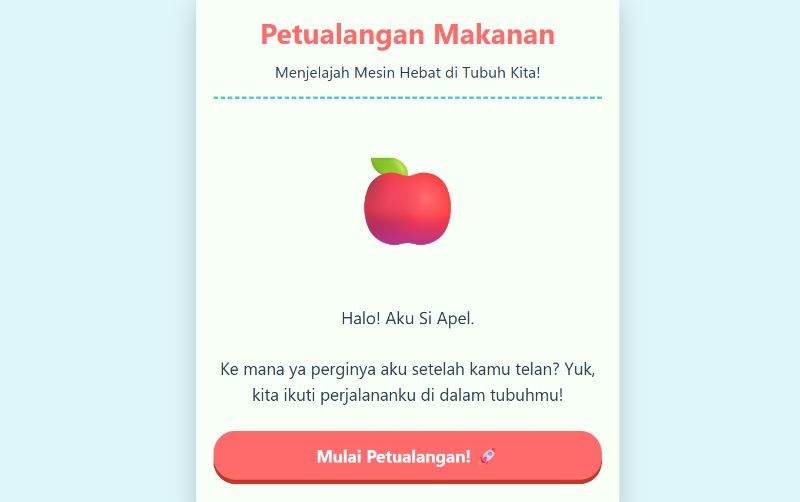 Petualangan Makanan
Menjelajah Mesin Hebat di Tubuh Kita!
Halo! Aku Si Apel.
Ke mana ya perginya aku setelah kamu telan? Yuk,
kita ikuti perjalananku di dalam tubuhmu!
Mulai Petualangan! 🚀